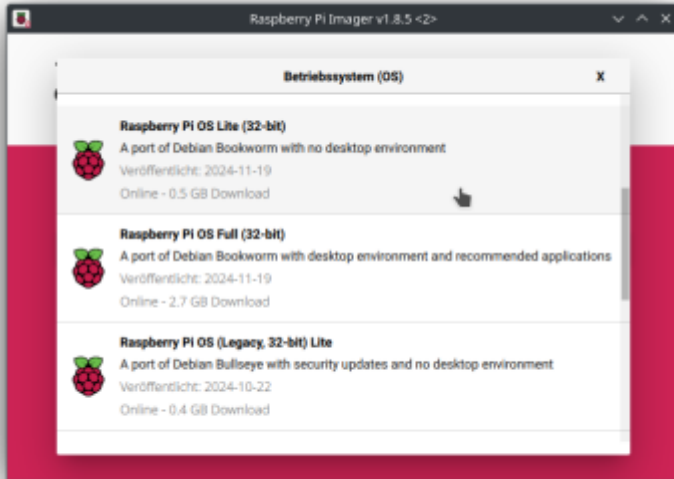 Raspberry Pi Imager v1.8.5 <2>
Betriebssystem (OS)
X
Raspberry Pi OS Lite (32-bit)
A port of Debian Bookworm with no desktop environment
Veröffentlicht: 2024-11-19
Online - 0.5 GB Download
Raspberry Pi OS Full (32-bit)
A port of Debian Bookworm with desktop environment and recommended applications
Veröffentlicht: 2024-11-19
Online - 2.7 GB Download
Raspberry Pi OS (Legacy, 32-bit) Lite
A port of Debian Bullseye with security updates and no desktop environment
Veröffentlicht: 2024-10-22
Online - 0.4 GB Download